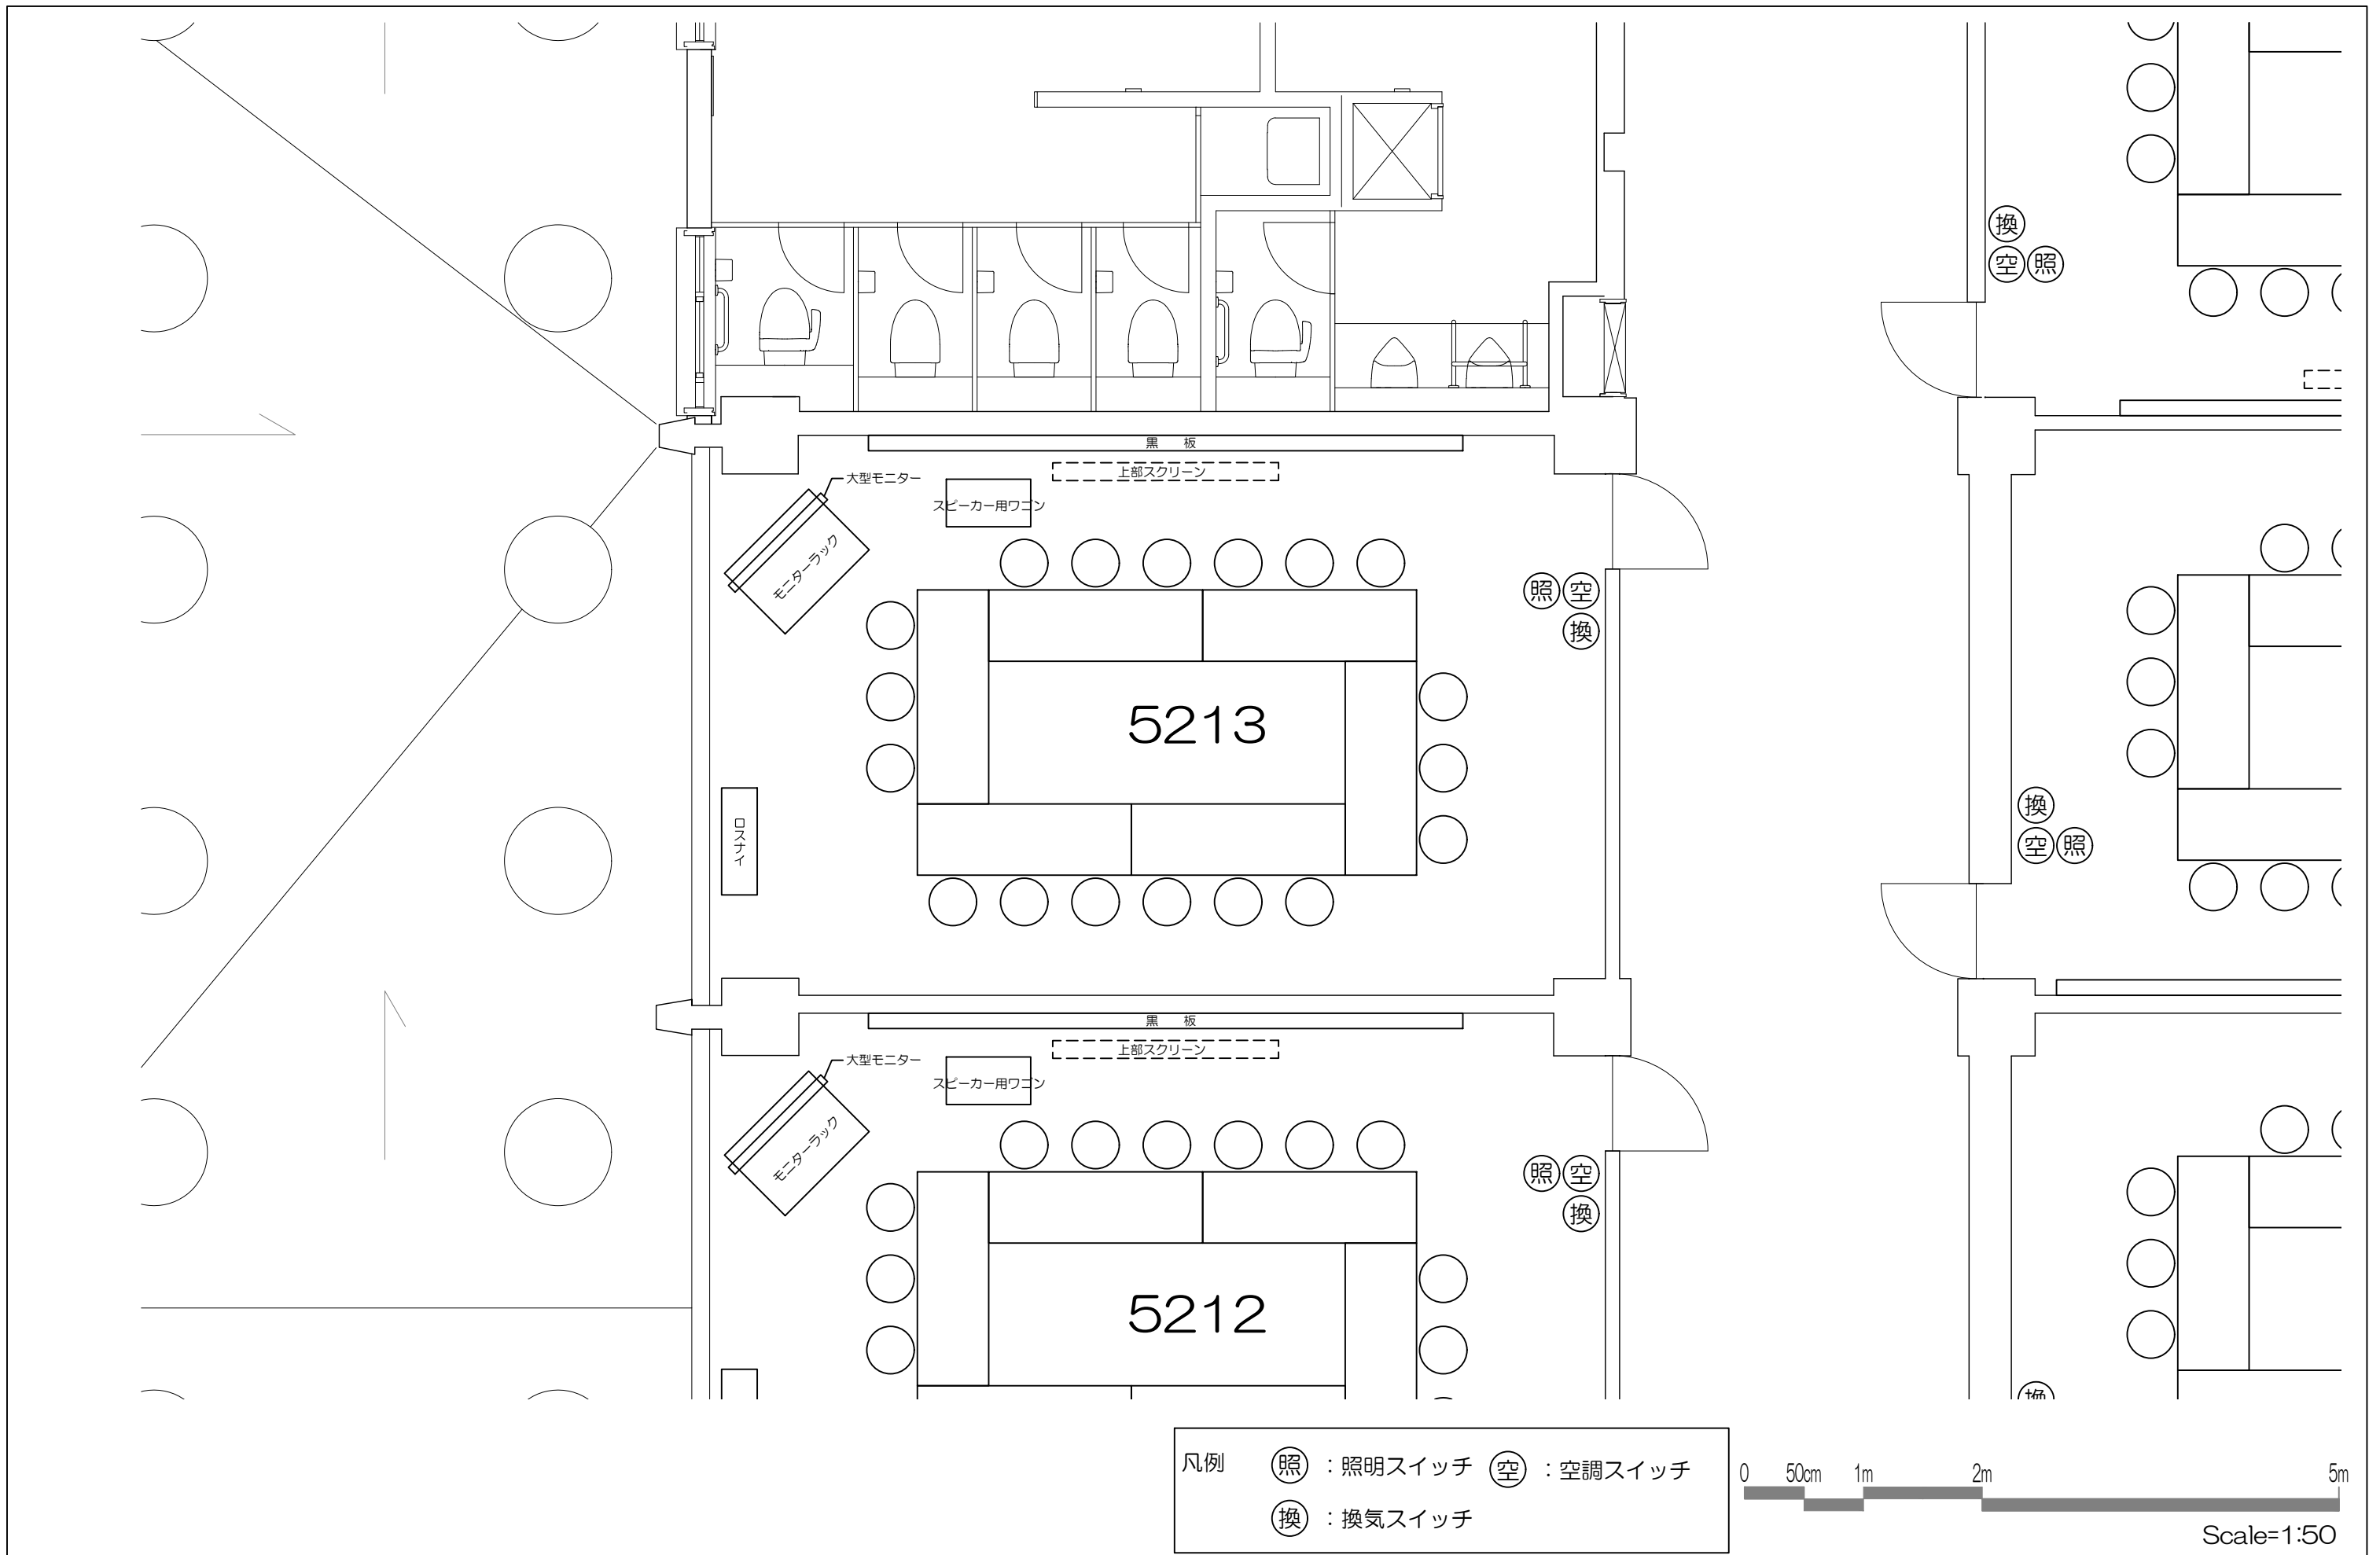 換
空 照
黒 板
上部スクリーン
大型モニター
スピーカー用ワゴン
モニターラック
照 空
換
5213
ロスナイ
換
空 照
黒 板
上部スクリーン
大型モニター
スピーカー用ワゴン
モニターラック
照 空
換
5212
換
凡例 照 :照明スイッチ 空 :空調スイッチ
換 :換気スイッチ
0 50cm 1m 2m 5m
Scale=1:50